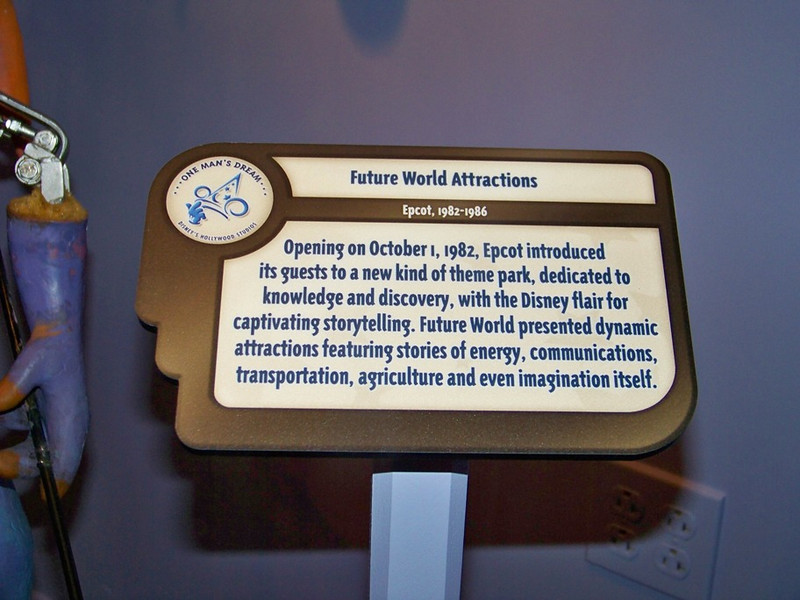 ONE MAN'S DREAM
DISNEY'S HOLLYWOOD STUDIOS
Future World Attractions
Epcot, 1982-1986
Opening on October 1, 1982, Epcot introduced
its guests to a new kind of theme park, dedicated to
knowledge and discovery, with the Disney flair for
captivating storytelling. Future World presented dynamic
attractions featuring stories of energy, communications,
transportation, agriculture and even imagination itself.